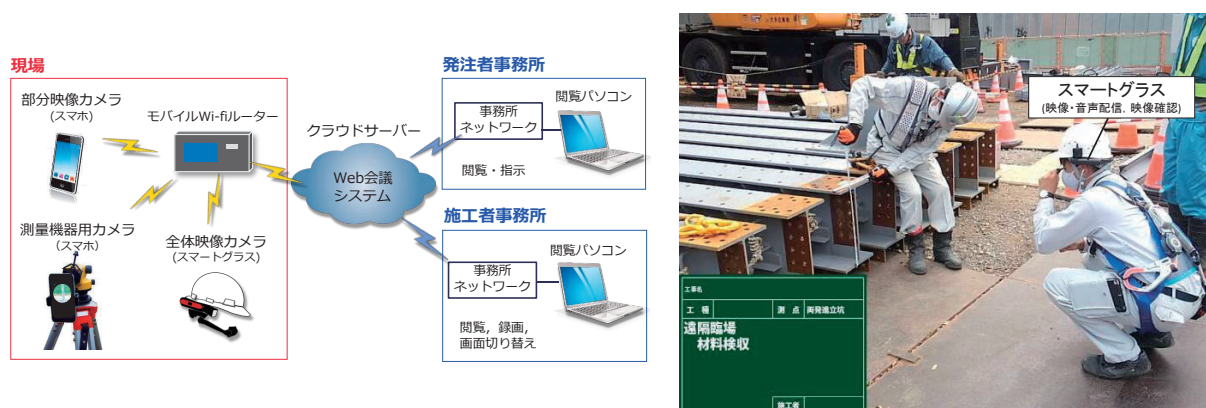 現場
部分映像カメラ
(スマホ)
モバイルWi-fiルーター
測量機器用カメラ
(スマホ)
全体映像カメラ
(スマートグラス)
クラウドサーバー
Web会議
システム
発注者事務所
事務所
ネットワーク
閲覧パソコン
閲覧・指示
施工者事務所
事務所
ネットワーク
閲覧パソコン
閲覧，録画，
画面切り替え
スマートグラス
(映像・音声配信，映像確認)
工事名
工 種
測 点
両発進立坑
遠隔臨場
材料検収
施工者